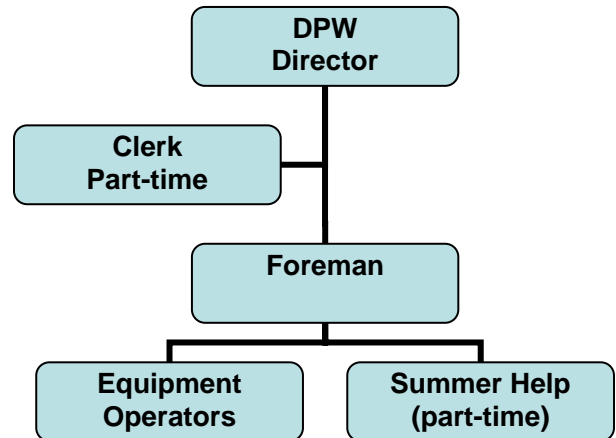 DPW
Director
Clerk
Part-time
Foreman
Equipment
Operators
Summer Help
(part-time)